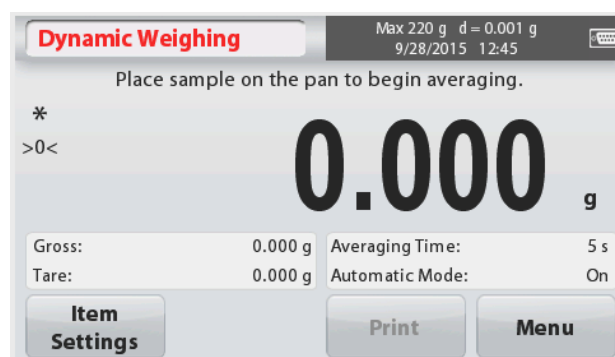 Dynamic Weighing
Max 220 g d = 0.001 g
9/28/2015 12:45
Place sample on the pan to begin averaging.
*
>0<
0.000 g
Gross: 0.000 g
Tare: 0.000 g
Averaging Time: 5 s
Automatic Mode: On
Item
Settings
Print
Menu